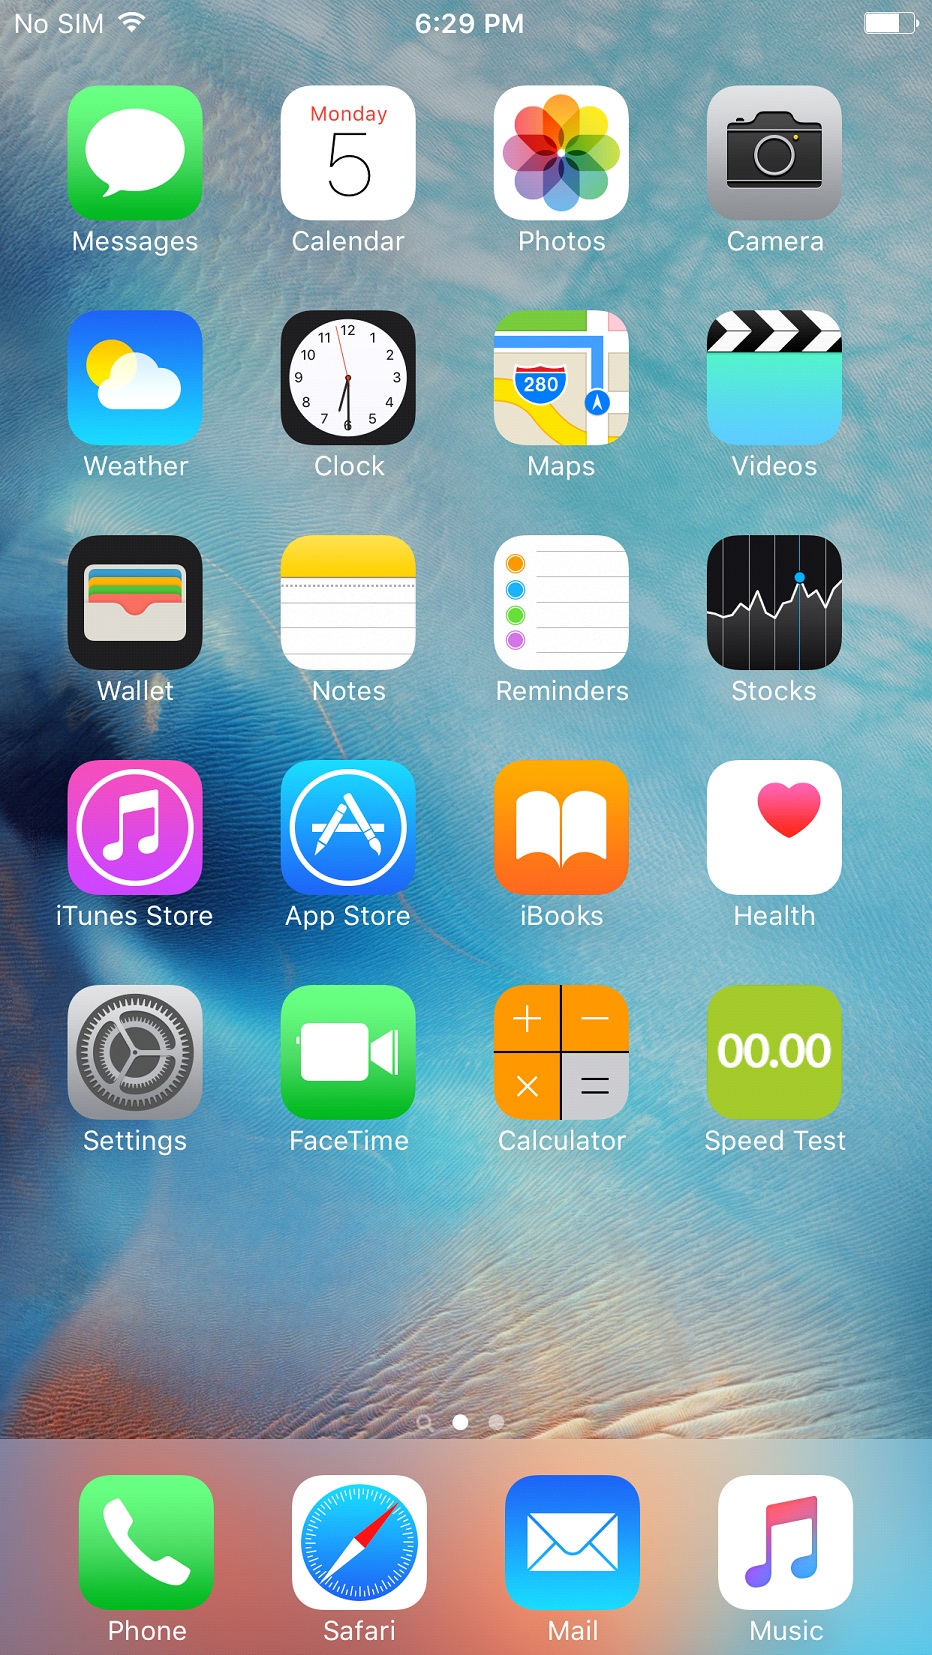 No SIM 6:29 PM
Monday
5
Messages Calendar Photos Camera
12
11 1
10 2
9 3
8 4
7 5
6
280
Weather Clock Maps Videos
Wallet Notes Reminders Stocks
iTunes Store App Store iBooks Health
00.00
Settings FaceTime Calculator Speed Test
Phone Safari Mail Music